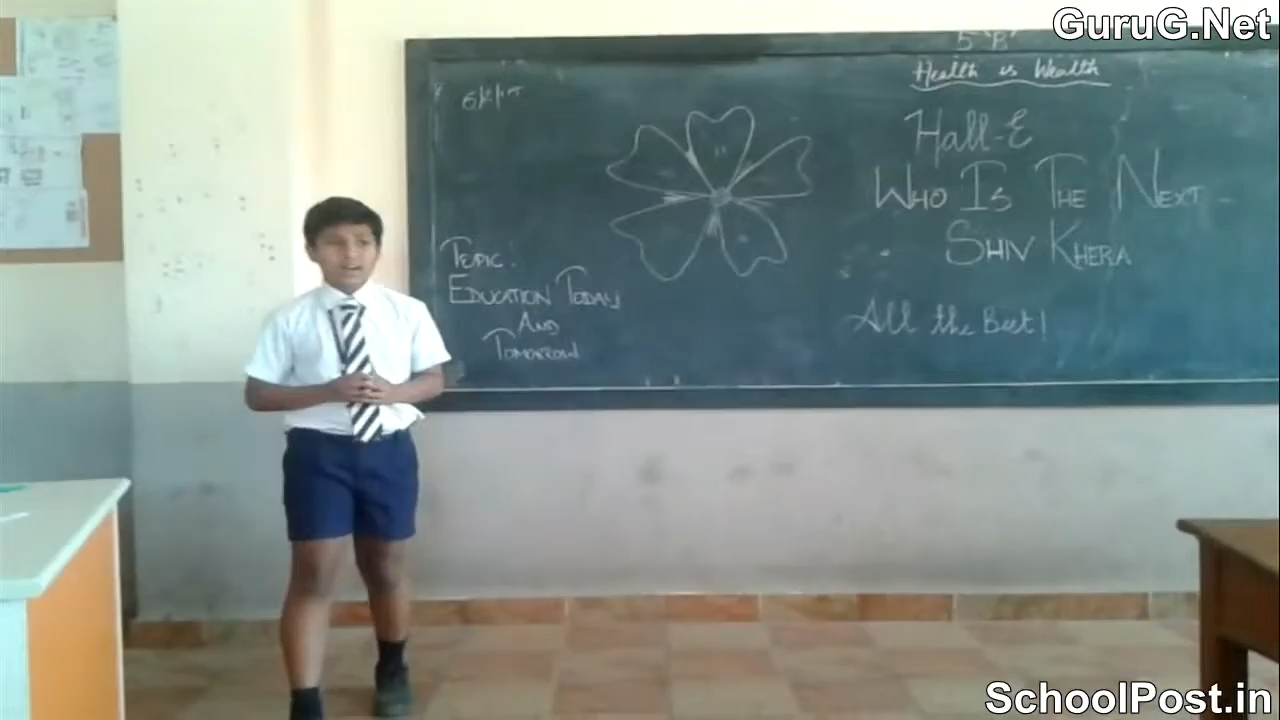 GuruG.Net
5 'B'
Health is Wealth
Hall-E
Who Is The Next
Shiv Khera
All the Best!
Topic:
Education Today
And
Tomorrow
SchoolPost.in